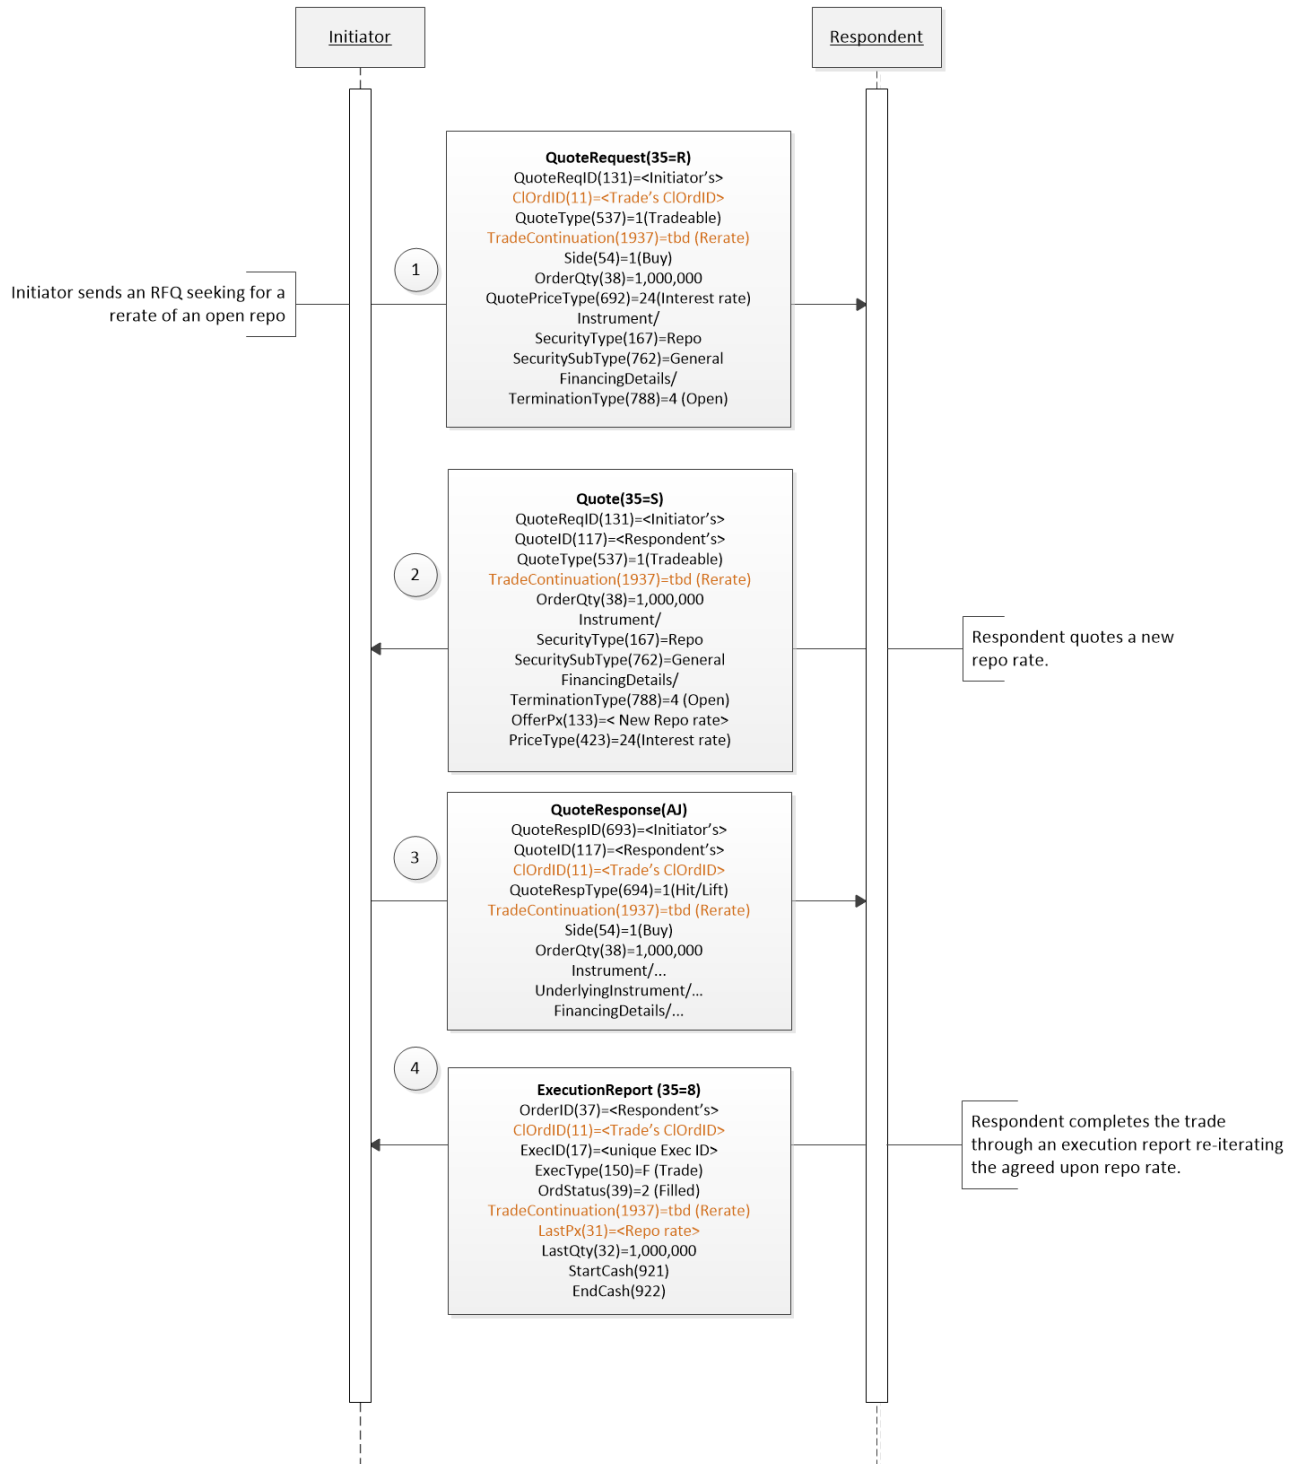 Initiator
Respondent
QuoteRequest(35=R)
QuoteReqID(131)=<Initiator's>
ClOrdID(11)=<Trade's ClOrdID>
QuoteType(537)=1(Tradeable)
TradeContinuation(1937)=tbd (Rerate)
Side(54)=1(Buy)
OrderQty(38)=1,000,000
QuotePriceType(692)=24(Interest rate)
Instrument/
SecurityType(167)=Repo
SecuritySubType(762)=General
FinancingDetails/
TerminationType(788)=4 (Open)
1
Initiator sends an RFQ seeking for a
rerate of an open repo
Quote(35=S)
QuoteReqID(131)=<Initiator's>
QuoteID(117)=<Respondent's>
QuoteType(537)=1(Tradeable)
TradeContinuation(1937)=tbd (Rerate)
OrderQty(38)=1,000,000
Instrument/
SecurityType(167)=Repo
SecuritySubType(762)=General
FinancingDetails/
TerminationType(788)=4 (Open)
OfferPx(133)=< New Repo rate>
PriceType(423)=24(Interest rate)
2
Respondent quotes a new
repo rate.
QuoteResponse(AJ)
QuoteRespID(693)=<Initiator's>
QuoteID(117)=<Respondent's>
ClOrdID(11)=<Trade's ClOrdID>
QuoteRespType(694)=1(Hit/Lift)
TradeContinuation(1937)=tbd (Rerate)
Side(54)=1(Buy)
OrderQty(38)=1,000,000
Instrument/...
UnderlyingInstrument/...
FinancingDetails/...
3
4
ExecutionReport (35=8)
OrderID(37)=<Respondent's>
ClOrdID(11)=<Trade's ClOrdID>
ExecID(17)=<unique Exec ID>
ExecType(150)=F (Trade)
OrdStatus(39)=2 (Filled)
TradeContinuation(1937)=tbd (Rerate)
LastPx(31)=<Repo rate>
LastQty(32)=1,000,000
StartCash(921)
EndCash(922)
Respondent completes the trade
through an execution report re-iterating
the agreed upon repo rate.